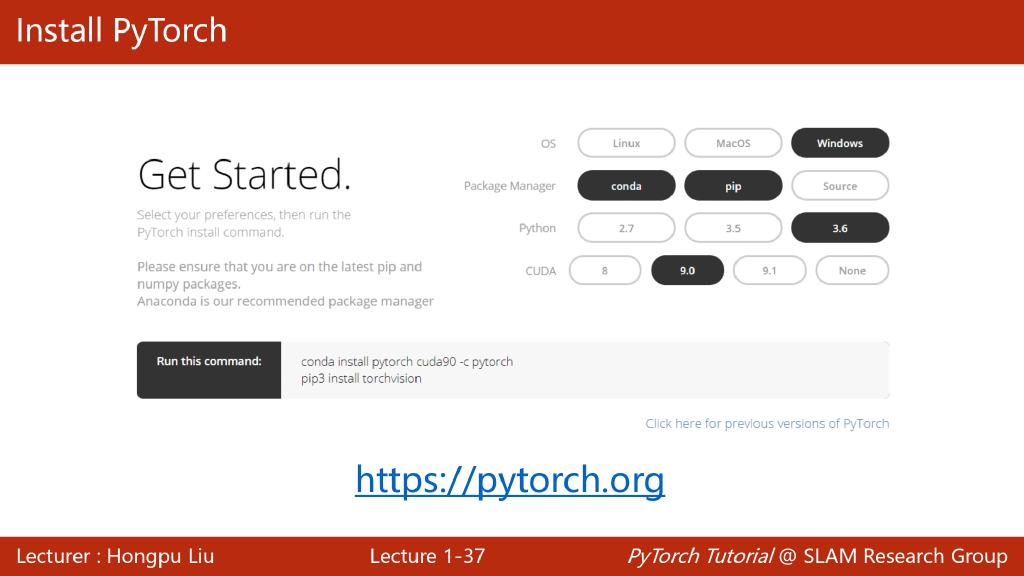 Install PyTorch
Get Started.
Select your preferences, then run the
PyTorch install command.
Please ensure that you are on the latest pip and
numpy packages.
Anaconda is our recommended package manager
OS Linux MacOS Windows
Package Manager conda pip Source
Python 2.7 3.5 3.6
CUDA 8 9.0 9.1 None
Run this command: conda install pytorch cuda90 -c pytorch
pip3 install torchvision
Click here for previous versions of PyTorch
https://pytorch.org
Lecturer : Hongpu Liu Lecture 1-37 PyTorch Tutorial @ SLAM Research Group